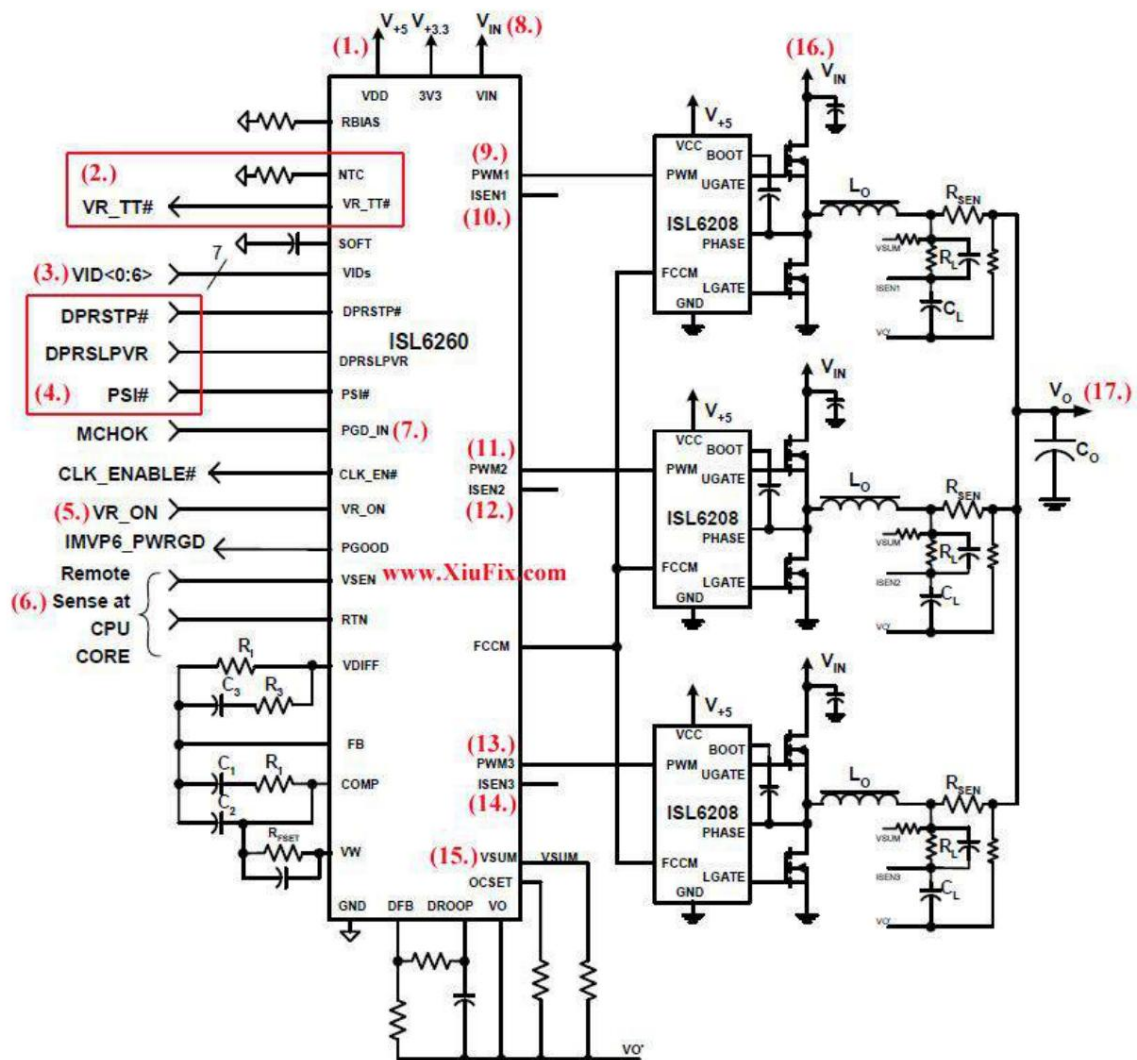 (1.) V+5 V+3.3 VIN (8.)
VDD 3V3 VIN
RBIAS
(2.) NTC
VR_TT# VR_TT#
SOFT
7
(3.) VID<0:6> VIDs
DPRSTP# DPRSTP#
DPRSLPVR DPRSLPVR
(4.) PSI# PSI#
MCHOK PGD_IN (7.)
CLK_ENABLE# CLK_EN#
(5.) VR_ON VR_ON
IMVP6_PWRGD PGOOD
Remote VSEN
(6.) Sense at
CPU RTN
CORE
R1 VDIFF
C3 R3
FB
C1 R1 COMP
C2
RFSET VW
GND DFB DROOP VO
ISL6260
www.XiuFix.com
(9.)
PWM1
ISEN1
(10.)
(11.)
PWM2
ISEN2
(12.)
FCCM
(13.)
PWM3
ISEN3
(14.)
(15.) VSUM VSUM
OCSET
VO'
(16.) VIN
V+5
VCC BOOT
PWM UGATE
ISL6208
PHASE
FCCM
LGATE
GND
LO RSEN
VSUM RL
ISEN1
CL
VO'
VIN
V+5
VCC BOOT
PWM UGATE
ISL6208
PHASE
FCCM
LGATE
GND
LO RSEN
VSUM RL
ISEN2
CL
VO'
VO (17.)
CO
VIN
V+5
VCC
BOOT
PWM UGATE
ISL6208
PHASE
FCCM
LGATE
GND
LO RSEN
VSUM RL
ISEN3
CL
VO'